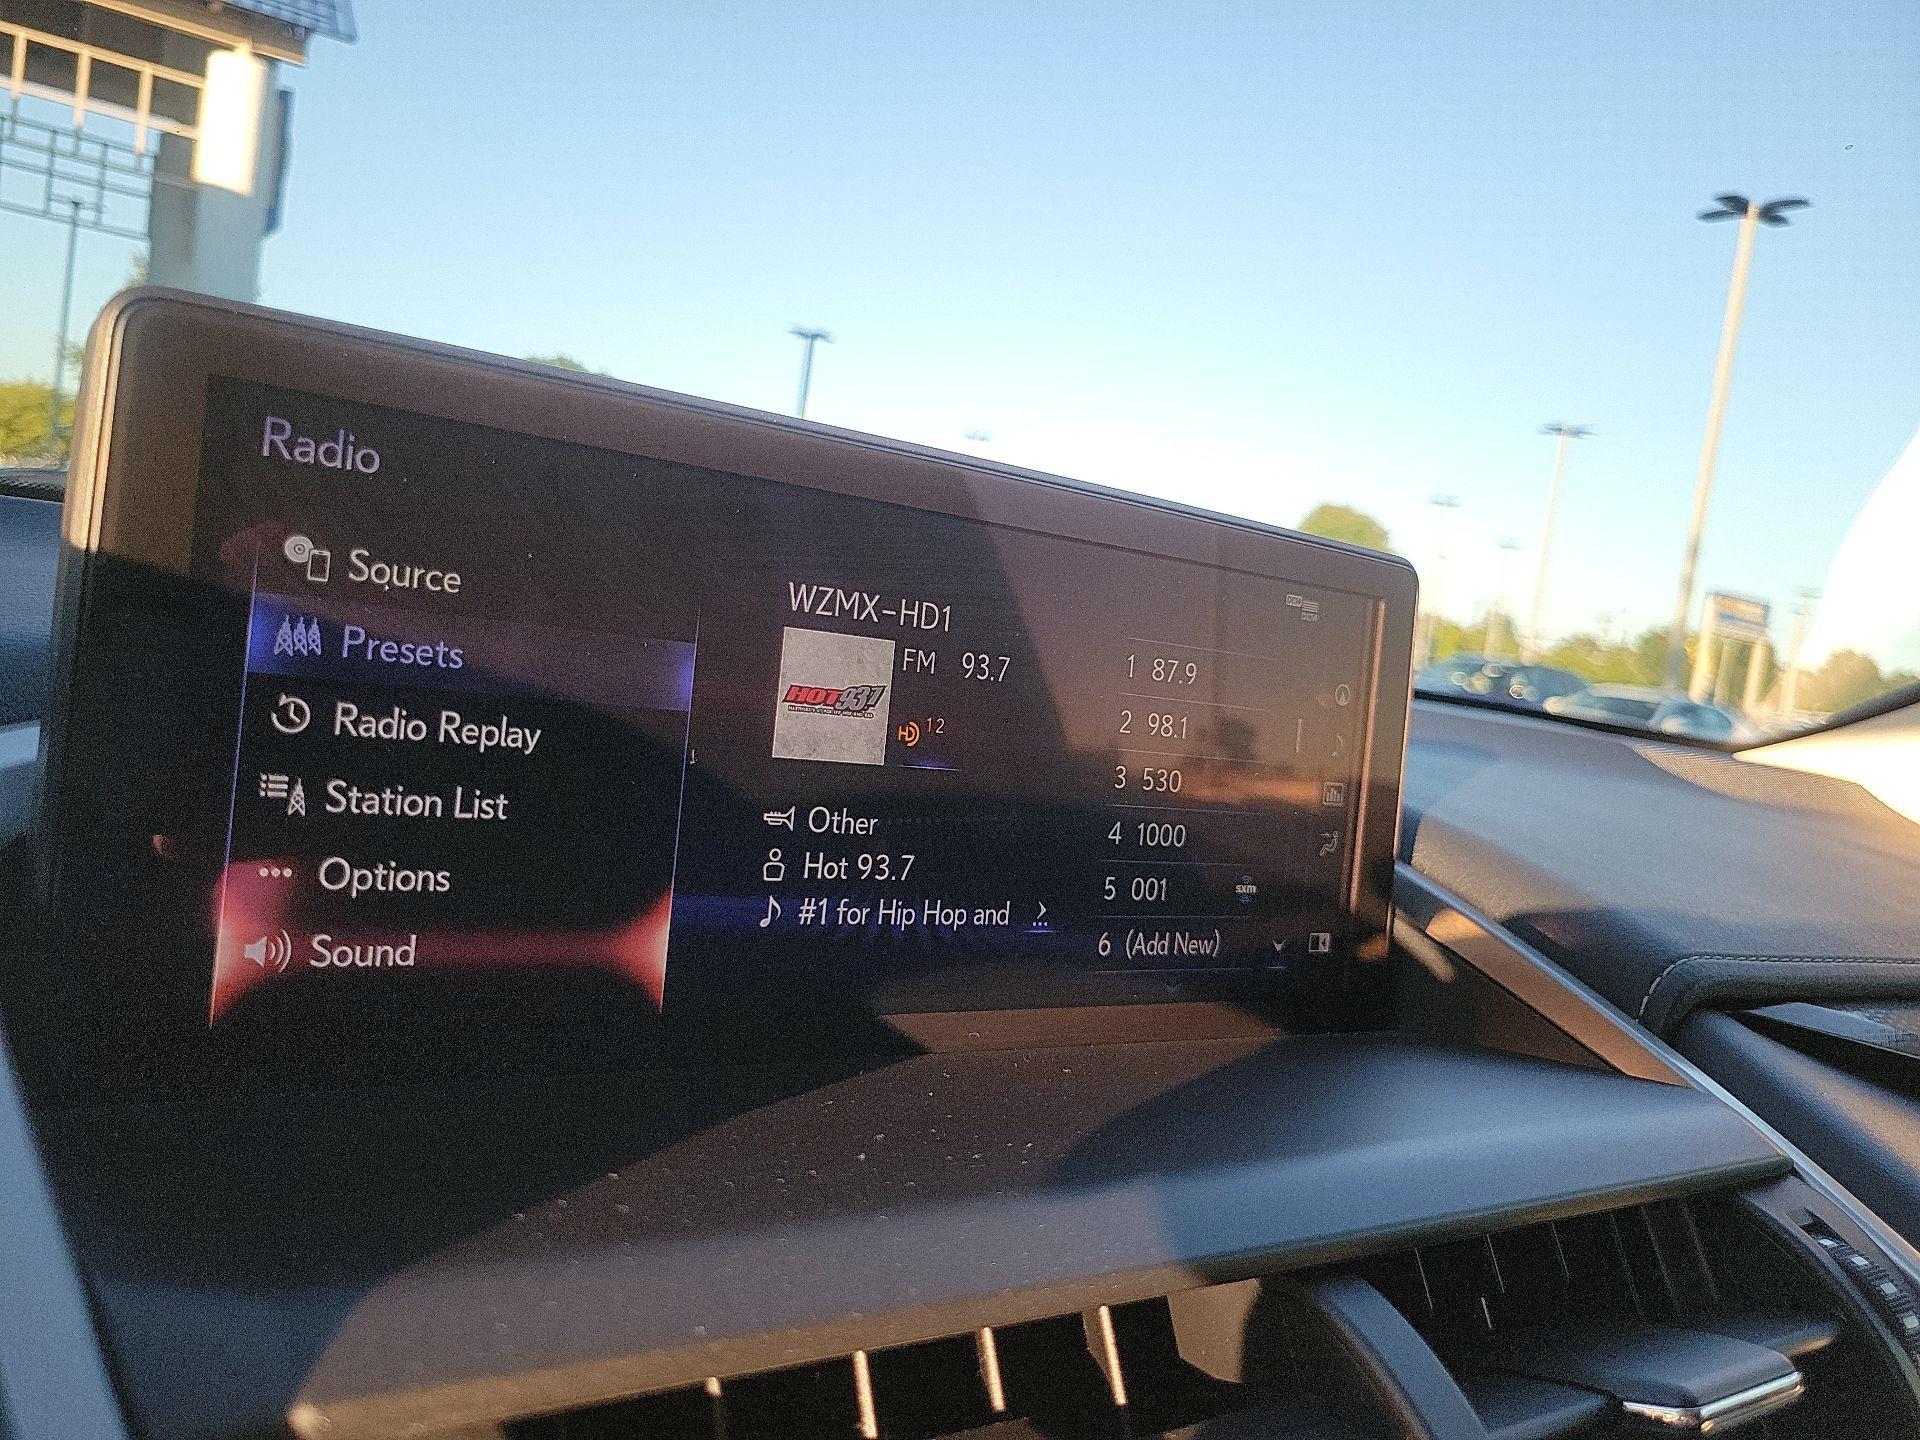 Radio
Source
Presets
Radio Replay
Station List
Options
Sound
WZMX-HD1
FM 93.7
HOT 93.7
HD 12
Other
Hot 93.7
#1 for Hip Hop and
1 87.9
2 98.1
3 530
4 1000
5 001 sxm
6 (Add New)